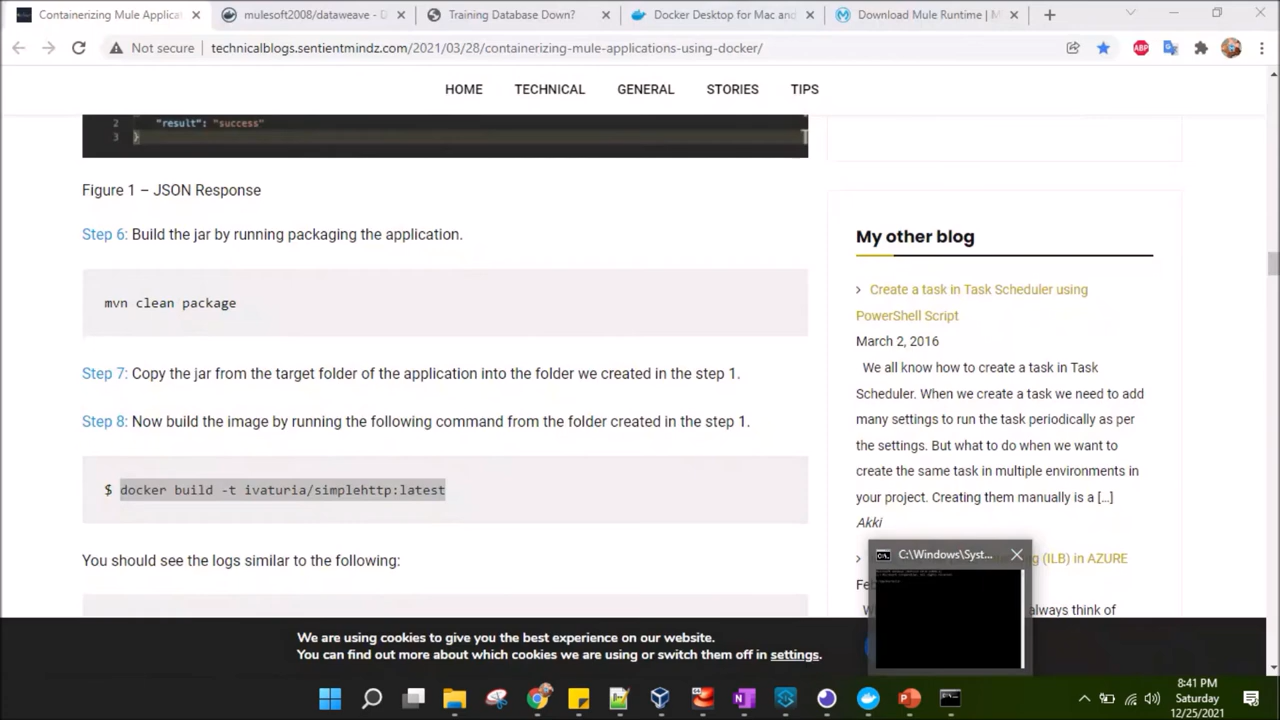 Containerizing Mule Applicat
mulesoft2008/dataweave - D
Training Database Down?
Docker Desktop for Mac and
Download Mule Runtime | M
Not secure
technicalblogs.sentientmindz.com/2021/03/28/containerizing-mule-applications-using-docker/
ABP
HOME
TECHNICAL
GENERAL
STORIES
TIPS
2 "result": "success"
3 }
Figure 1 – JSON Response
Step 6: Build the jar by running packaging the application.
mvn clean package
Step 7: Copy the jar from the target folder of the application into the folder we created in the step 1.
Step 8: Now build the image by running the following command from the folder created in the step 1.
$ docker build -t ivaturia/simplehttp:latest
You should see the logs similar to the following:
My other blog
Create a task in Task Scheduler using
PowerShell Script
March 2, 2016
We all know how to create a task in Task
Scheduler. When we create a task we need to add
many settings to run the task periodically as per
the settings. But what to do when we want to
create the same task in multiple environments in
your project. Creating them manually is a […]
Akki
(ILB) in AZURE
always think of
C:\Windows\Syst...
We are using cookies to give you the best experience on our website.
You can find out more about which cookies we are using or switch them off in settings.
8:41 PM
Saturday
12/25/2021